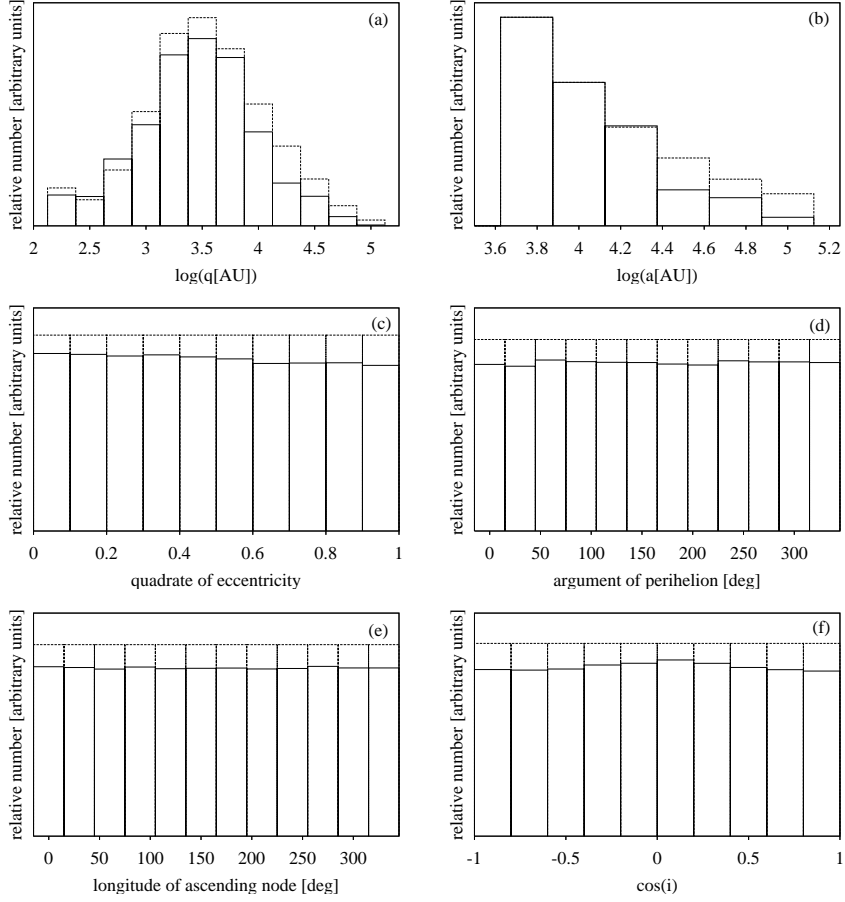 relative number [arbitrary units]
(a)
2 2.5 3 3.5 4 4.5 5
log(q[AU])
relative number [arbitrary units]
(b)
3.6 3.8 4 4.2 4.4 4.6 4.8 5 5.2
log(a[AU])
relative number [arbitrary units]
(c)
0 0.2 0.4 0.6 0.8 1
quadrate of eccentricity
relative number [arbitrary units]
(d)
0 50 100 150 200 250 300
argument of perihelion [deg]
relative number [arbitrary units]
(e)
0 50 100 150 200 250 300
longitude of ascending node [deg]
relative number [arbitrary units]
(f)
-1 -0.5 0 0.5 1
cos(i)